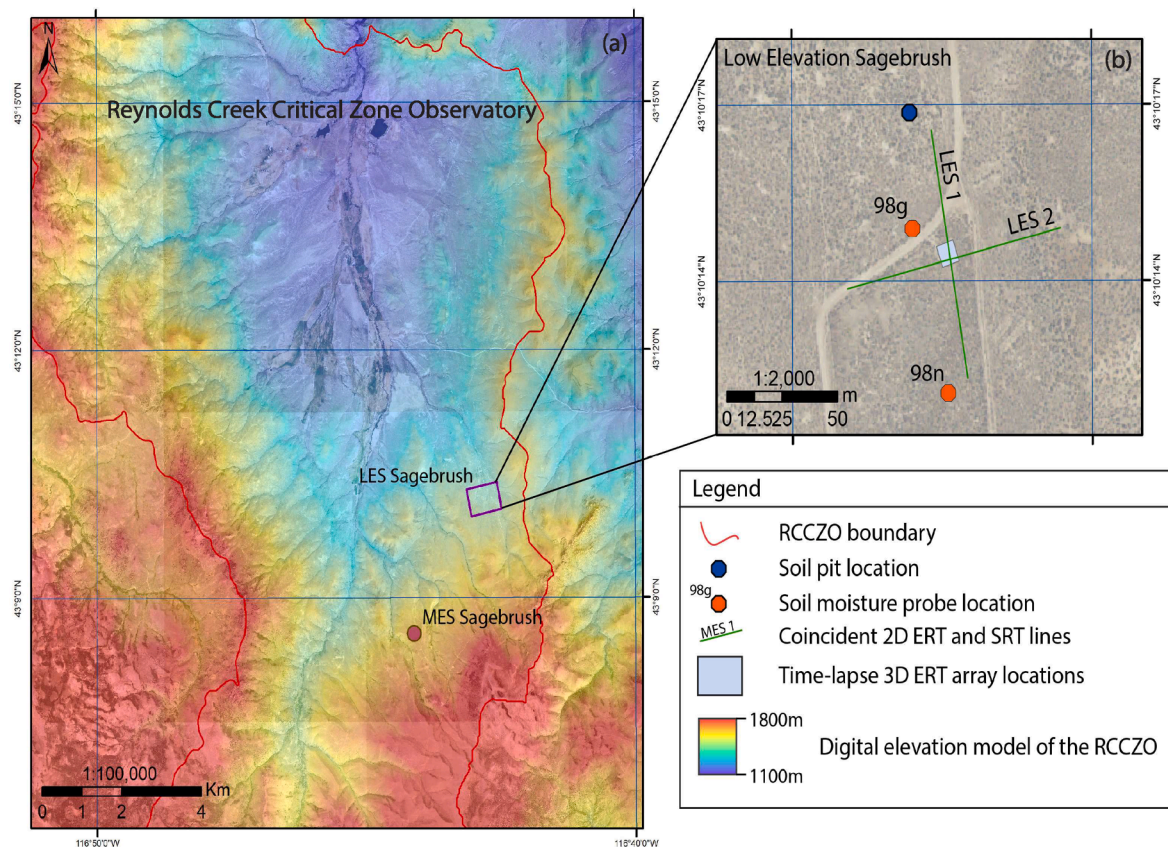 N
(a)
Reynolds Creek Critical Zone Observatory
43°15'0"N
43°15'0"N
43°12'0"N
43°12'0"N
LES Sagebrush
43°9'0"N
43°9'0"N
MES Sagebrush
1:100,000
Km
0 1 2 4
116°50'0"W
116°40'0"W
Low Elevation Sagebrush
(b)
43°10'17"N
43°10'17"N
LES 1
98g
LES 2
43°10'14"N
43°10'14"N
98n
1:2,000
m
0 12.525 50
Legend
RCCZO boundary
Soil pit location
98g
Soil moisture probe location
MES 1
Coincident 2D ERT and SRT lines
Time-lapse 3D ERT array locations
1800m
Digital elevation model of the RCCZO
1100m